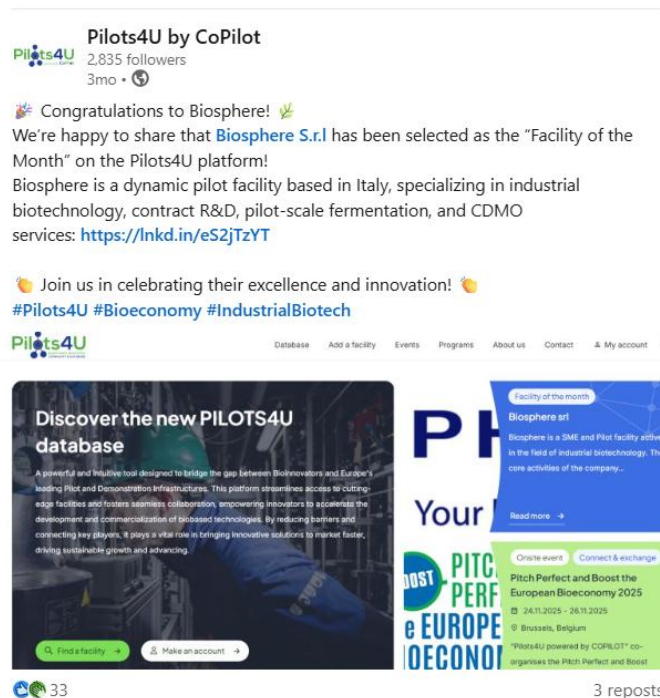 Pilots4U by CoPilot
Pilots4U
2,835 followers
3mo •
🎉 Congratulations to Biosphere! 🌿
We're happy to share that Biosphere S.r.l has been selected as the "Facility of the
Month" on the Pilots4U platform!
Biosphere is a dynamic pilot facility based in Italy, specializing in industrial
biotechnology, contract R&D, pilot-scale fermentation, and CDMO
services: https://lnkd.in/eS2jTzYT
👏 Join us in celebrating their excellence and innovation! 👏
#Pilots4U #Bioeconomy #IndustrialBiotech
Pilots4U
Database Add a facility Events Programs About us Contact My account
Discover the new PILOTS4U
database
A powerful and intuitive tool designed to bridge the gap between BioInnovators and Europe's
leading Pilot and Demonstration Infrastructures. This platform streamlines access to cutting-
edge facilities and fosters seamless collaboration, empowering innovators to accelerate the
development and commercialization of biobased technologies. By reducing barriers and
connecting key players, it plays a vital role in bringing innovative solutions to market faster,
driving sustainable growth and advancing.
Find a facility →
Make an account →
PH
Your
Facility of the month
Biosphere srl
Biosphere is a SME and Pilot facility active
in the field of industrial biotechnology. The
core activities of the company...
Read more →
OOST
PITC
PERF
e EUROPE
OECONO
Onsite event Connect & exchange
Pitch Perfect and Boost the
European Bioeconomy 2025
24.11.2025 - 26.11.2025
Brussels, Belgium
"Pilots4U powered by COPILOT" co-
organises the Pitch Perfect and Boost
33
3 reposts